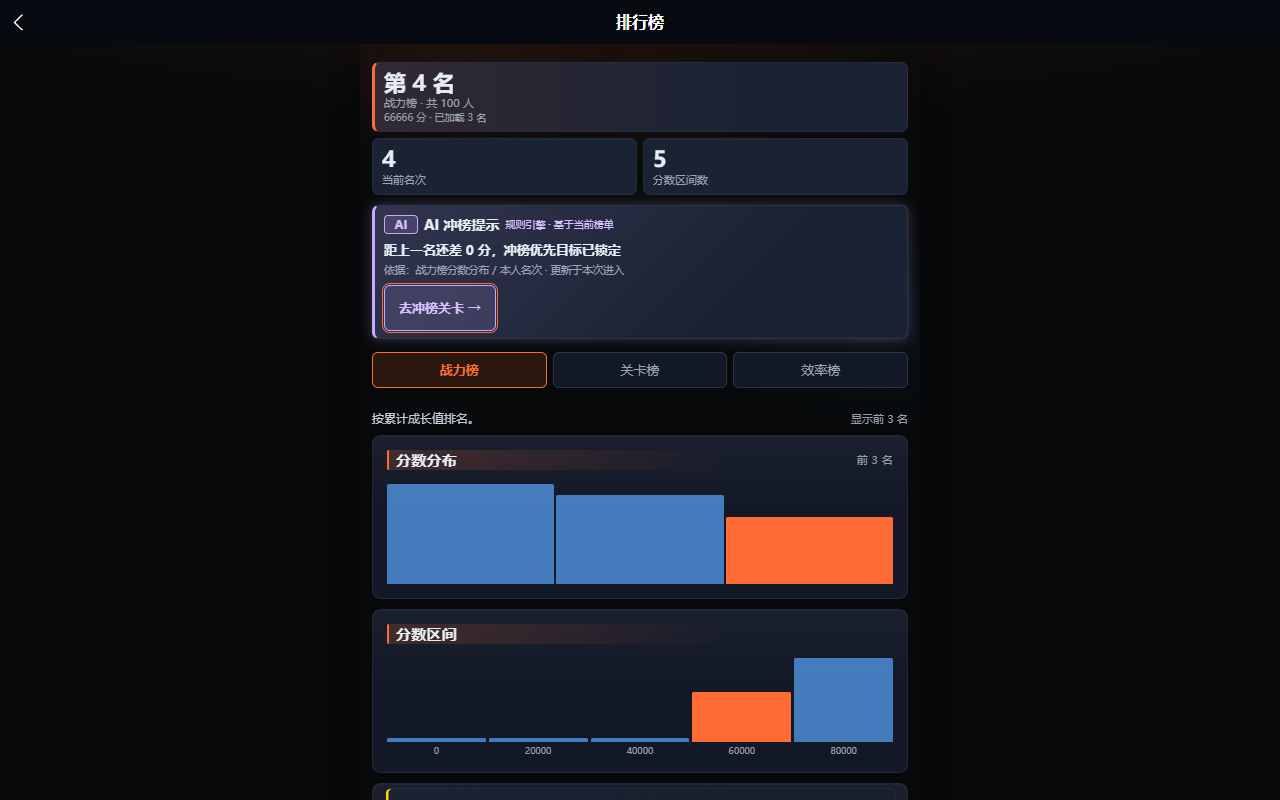 排行榜
第 4 名
战力榜 · 共 100 人
66666 分 · 已加载 3 名
4
当前名次
5
分数区间数
AI AI 冲榜提示 规则引擎 · 基于当前榜单
距上一名还差 0 分，冲榜优先目标已锁定
依据：战力榜分数分布 / 本人名次 · 更新于本次进入
去冲榜关卡 →
战力榜 关卡榜 效率榜
按累计成长值排名。 显示前 3 名
分数分布 前 3 名
分数区间
0 20000 40000 60000 80000